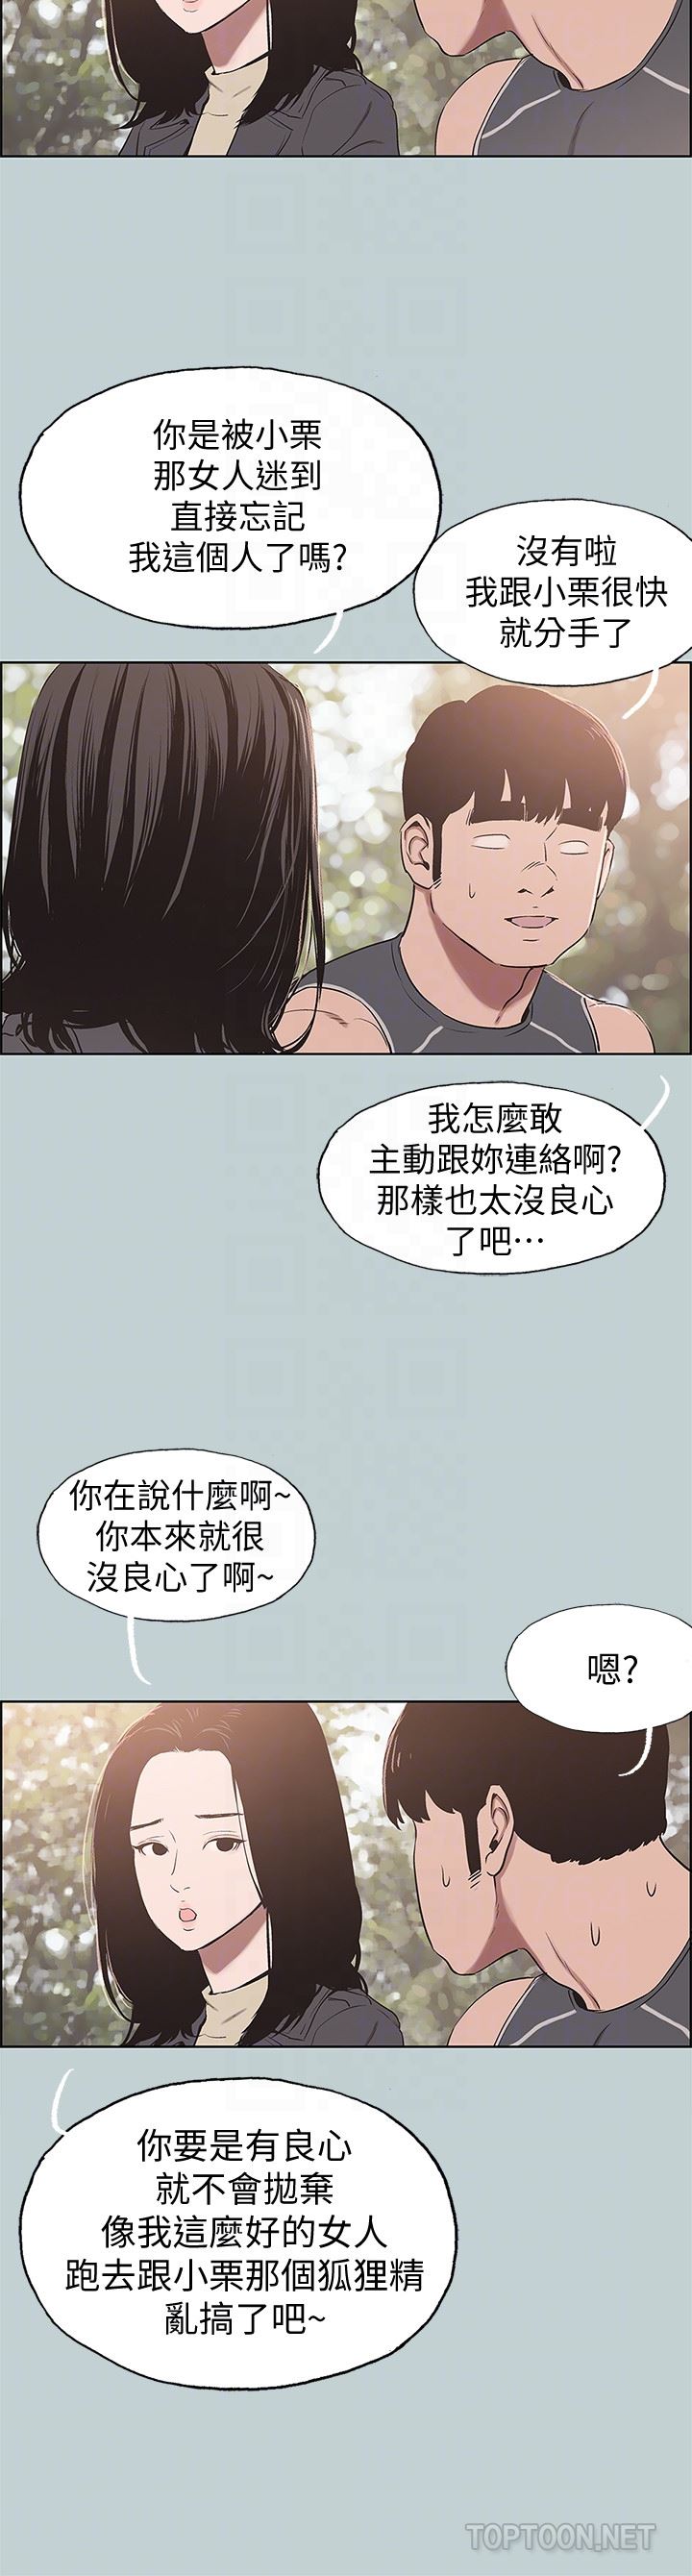 你是被小栗
那女人迷到
直接忘記
我這個人了嗎?
沒有啦
我跟小栗很快
就分手了
我怎麼敢
主動跟妳連絡啊?
那樣也太沒良心
了吧⋯
你在說什麼啊~
你本來就很
沒良心了啊~
嗯?
你要是有良心
就不會拋棄
像我這麼好的女人
跑去跟小栗那個狐狸精
亂搞了吧~
TOPTOON.NET